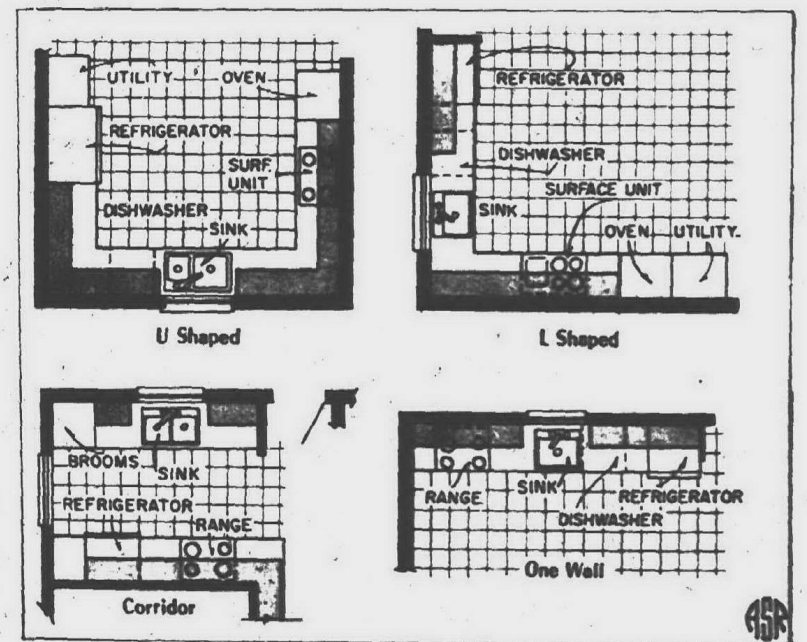 UTILITY
OVEN
REFRIGERATOR
SURF.
UNIT
DISHWASHER
SINK
U Shaped
REFRIGERATOR
DISHWASHER
SURFACE UNIT
SINK
OVEN
UTILITY
L Shaped
BROOMS
SINK
REFRIGERATOR
RANGE
Corridor
RANGE
SINK
REFRIGERATOR
DISHWASHER
One Wall
ASR